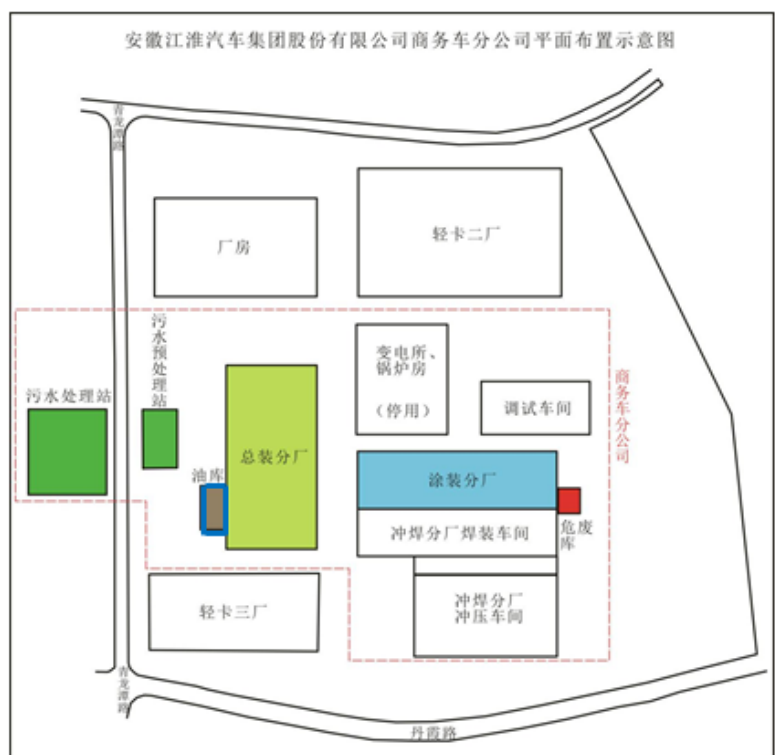 安徽江淮汽车集团股份有限公司商务车分公司平面布置示意图
青龙潭路
轻卡二厂
厂房
污水预处理站
变电所、
锅炉房
（停用）
商务车分公司
污水处理站
调试车间
总装分厂
油库
涂装分厂
冲焊分厂焊装车间
危废
库
轻卡三厂
冲焊分厂
冲压车间
青龙潭路
丹霞路